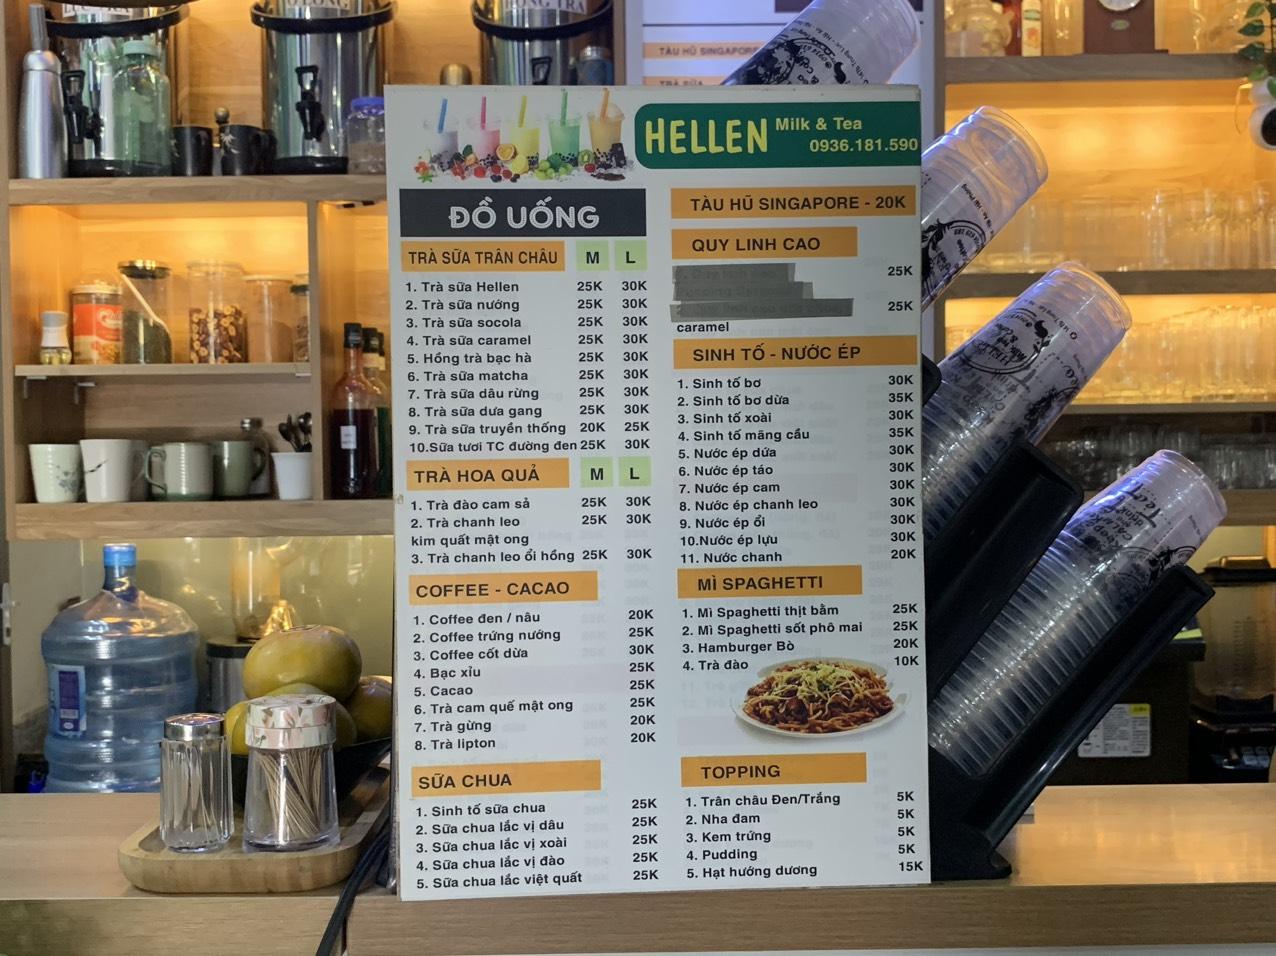 HELLEN
Milk & Tea
0936.181.590
ĐỒ UỐNG
TRÀ SỮA TRÂN CHÂU M L
1. Trà sữa Hellen 25K 30K
2. Trà sữa nướng 25K 30K
3. Trà sữa socola 25K 30K
4. Trà sữa caramel 25K 30K
5. Hồng trà bạc hà 25K 30K
6. Trà sữa matcha 25K 30K
7. Trà sữa dâu rừng 25K 30K
8. Trà sữa dưa gang 25K 30K
9. Trà sữa truyền thống 20K 25K
10.Sữa tươi TC đường đen 25K 30K
TRÀ HOA QUẢ M L
1. Trà đào cam sả 25K 30K
2. Trà chanh leo 25K 30K
kim quất mật ong
3. Trà chanh leo ổi hồng 25K 30K
COFFEE - CACAO
1. Coffee đen / nâu 20K
2. Coffee trứng nướng 25K
3. Coffee cốt dừa 30K
4. Bạc xỉu 25K
5. Cacao 25K
6. Trà cam quế mật ong 25K
7. Trà gừng 20K
8. Trà lipton 20K
SỮA CHUA
1. Sinh tố sữa chua 25K
2. Sữa chua lắc vị dâu 25K
3. Sữa chua lắc vị xoài 25K
4. Sữa chua lắc vị đào 25K
5. Sữa chua lắc việt quất 25K
TÀU HŨ SINGAPORE - 20K
QUY LINH CAO
25K
25K
caramel
SINH TỐ - NƯỚC ÉP
1. Sinh tố bơ 30K
2. Sinh tố bơ dừa 35K
3. Sinh tố xoài 30K
4. Sinh tố mãng cầu 35K
5. Nước ép dứa 30K
6. Nước ép táo 30K
7. Nước ép cam 30K
8. Nước ép chanh leo 30K
9. Nước ép ổi 30K
10.Nước ép lựu 30K
11. Nước chanh 20K
MÌ SPAGHETTI
1. Mì Spaghetti thịt bằm 25K
2. Mì Spaghetti sốt phô mai 25K
3. Hamburger Bò 20K
4. Trà đào 10K
TOPPING
1. Trân châu Đen/Trắng 5K
2. Nha đam 5K
3. Kem trứng 5K
4. Pudding 5K
5. Hạt hướng dương 15K
TÀU HŨ SINGAPORE
TRÀ SỮA